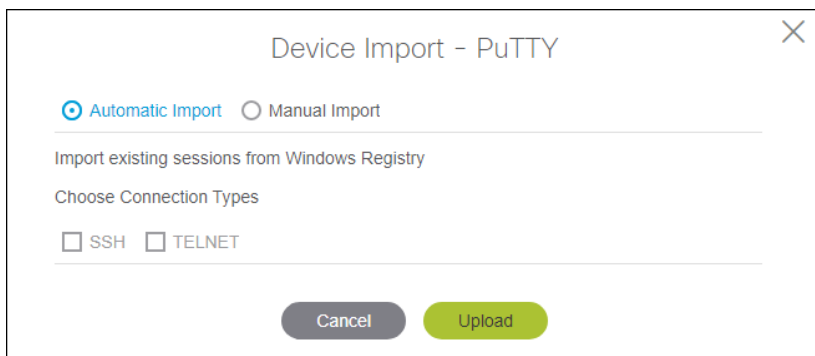 Device Import - PuTTY
Automatic Import Manual Import
Import existing sessions from Windows Registry
Choose Connection Types
SSH TELNET
Cancel Upload